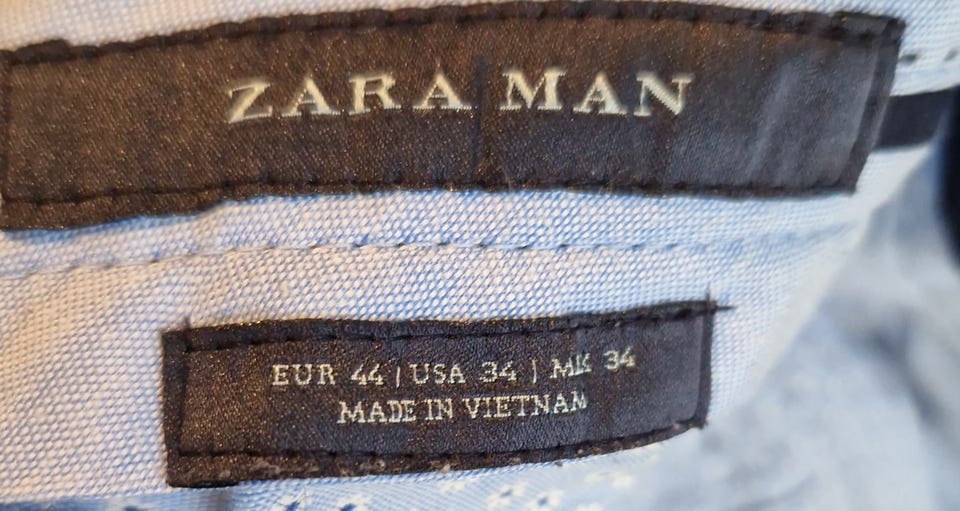 ZARA MAN
EUR 44 | USA 34 | MEX 34
MADE IN VIETNAM